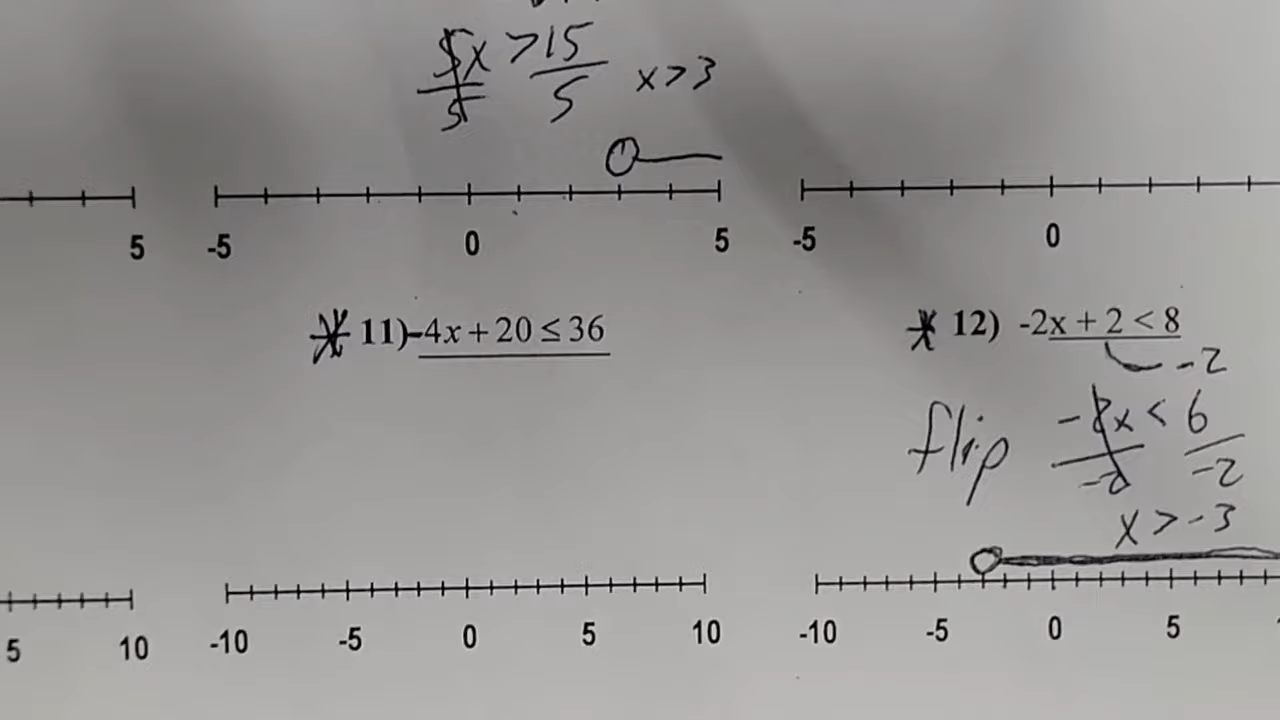 5x > 15
5 5 x > 3
5 -5 0 5 -5 0
11) -4x + 20 ≤ 36
12) -2x + 2 < 8
-2
flip -2x < 6
-2 -2
x > -3
5 10 -10 -5 0 5 10 -10 -5 0 5